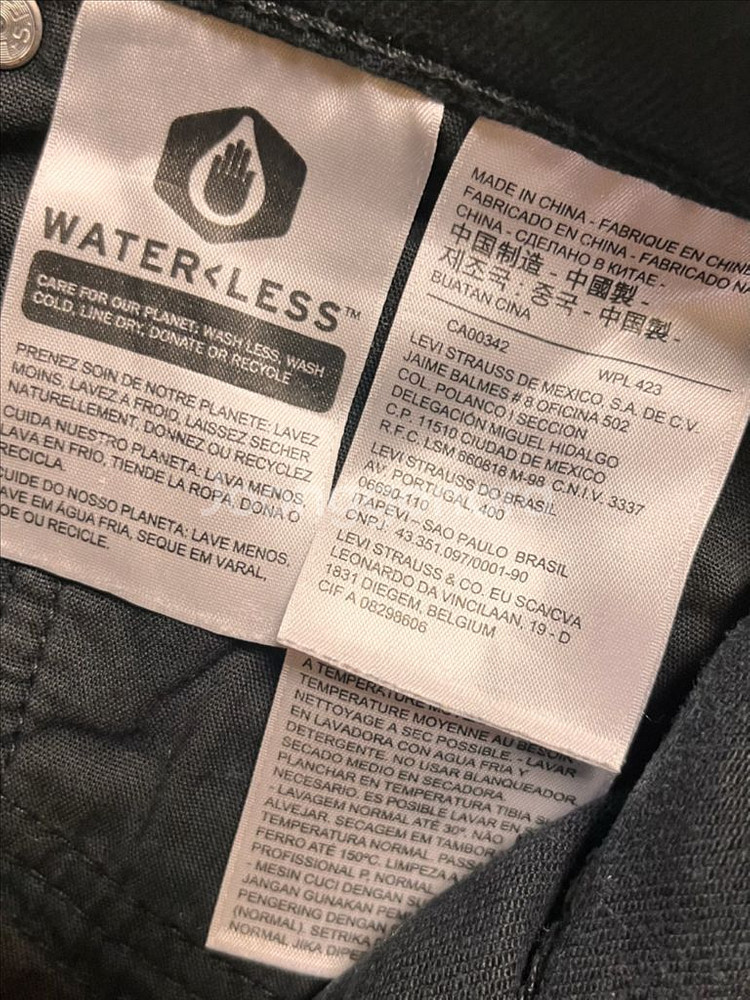 WATER<LESS™
CARE FOR OUR PLANET: WASH LESS, WASH
COLD, LINE DRY, DONATE OR RECYCLE
PRENEZ SOIN DE NOTRE PLANETE: LAVEZ
MOINS, LAVEZ A FROID, LAISSEZ SECHER
NATURELLEMENT, DONNEZ OU RECYCLEZ
CUIDA NUESTRO PLANETA: LAVA MENOS,
LAVA EN FRIO, TIENDE LA ROPA, DONA O
RECICLA.
CUIDE DO NOSSO PLANETA: LAVE MENOS,
LAVE EM ÁGUA FRIA, SEQUE EM VARAL,
DOE OU RECICLE.
MADE IN CHINA - FABRIQUE EN CHINE
FABRICADO EN CHINA - FABRICADO NA
CHINA - СДЕЛАНО В КИТАЕ -
中国制造 - 中國製 -
제조국 : 중국 - 中国製 -
BUATAN CINA
CA00342 WPL 423
LEVI STRAUSS DE MEXICO, S.A. DE C.V.
JAIME BALMES # 8 OFICINA 502
COL. POLANCO I SECCION
DELEGACIÓN MIGUEL HIDALGO
C.P. 11510 CIUDAD DE MEXICO
R.F.C. LSM 660816 M-98 C.N.I.V. 3337
LEVI STRAUSS DO BRASIL
AV. PORTUGAL, 400
06690-110
ITAPEVI – SAO PAULO BRASIL
CNPJ: 43.351.097/0001-90
LEVI STRAUSS & CO. EU SCA/CVA
LEONARDO DA VINCILAAN, 19 - D
1831 DIEGEM, BELGIUM
CIF A 08298606
A TEMPERATURE
TEMPERATURE MOYENNE AU BESOIN
NETTOYAGE A SEC POSSIBLE. - LAVAR
EN LAVADORA CON AGUA FRIA Y
DETERGENTE. NO USAR BLANQUEADOR.
SECADO MEDIO EN SECADORA.
PLANCHAR EN TEMPERATURA TIBIA
NECESARIO. ES POSIBLE LAVAR EN
- LAVAGEM NORMAL ATÉ 30°. NÃO
ALVEJAR. SECAGEM EM TAMBOR
TEMPERATURA NORMAL. PASS
FERRO ATÉ 150ºC. LIMPEZA A
PROFISSIONAL P, NORMAL.
- MESIN CUCI DENGAN
JANGAN GUNAKAN PEM
PENGERING DENGAN
(NORMAL). SETRIKA
NORMAL JIKA DIPE